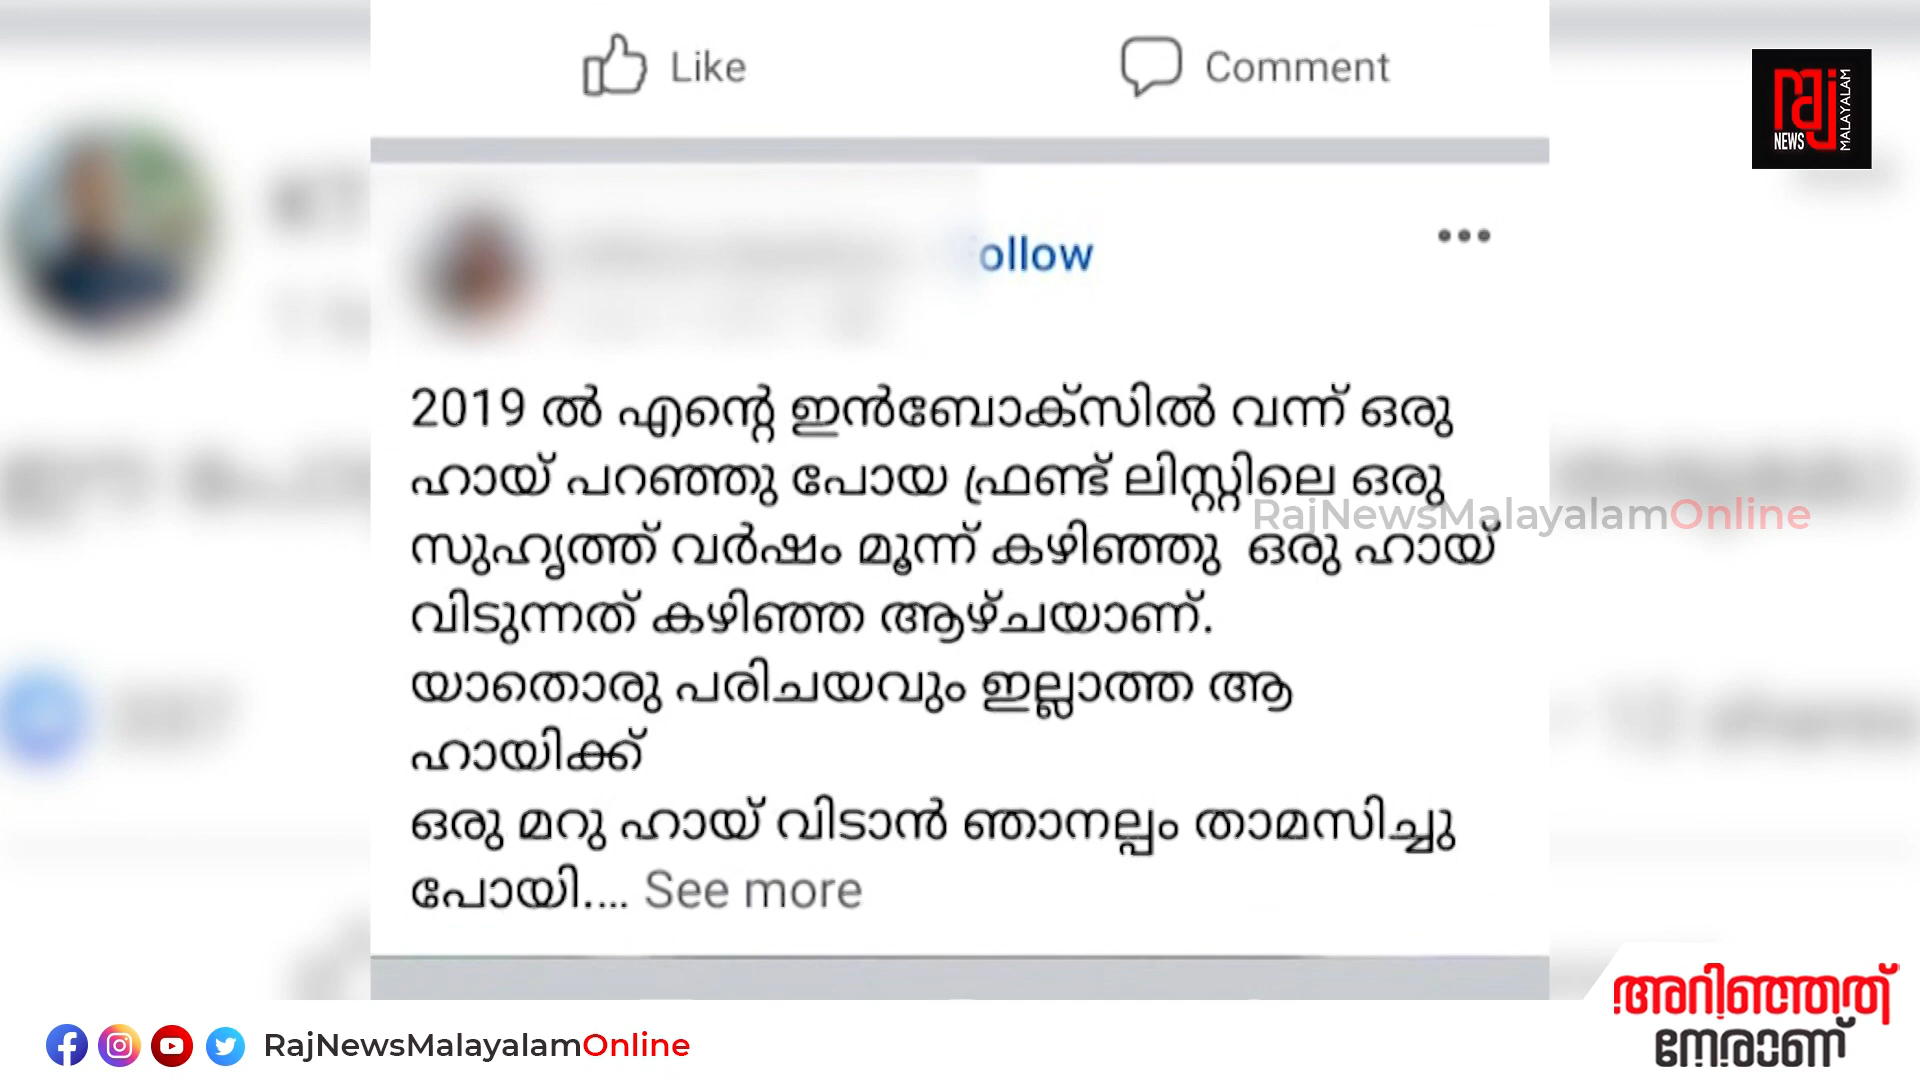 Like
Comment
ollow
2019 ൽ എന്റെ ഇൻബോക്സിൽ വന്ന് ഒരു
ഹായ് പറഞ്ഞു പോയ ഫ്രണ്ട് ലിസ്റ്റിലെ ഒരു
സുഹൃത്ത് വർഷം മൂന്ന് കഴിഞ്ഞു ഒരു ഹായ്
വിടുന്നത് കഴിഞ്ഞ ആഴ്ചയാണ്.
യാതൊരു പരിചയവും ഇല്ലാത്ത ആ
ഹായിക്ക്
ഒരു മറു ഹായ് വിടാൻ ഞാനല്പം താമസിച്ചു
പോയി.... See more
RajNewsMalayalamOnline
raj
NEWS
MALAYALAM
RajNewsMalayalamOnline
അറിഞ്ഞത്
നേരാണ്